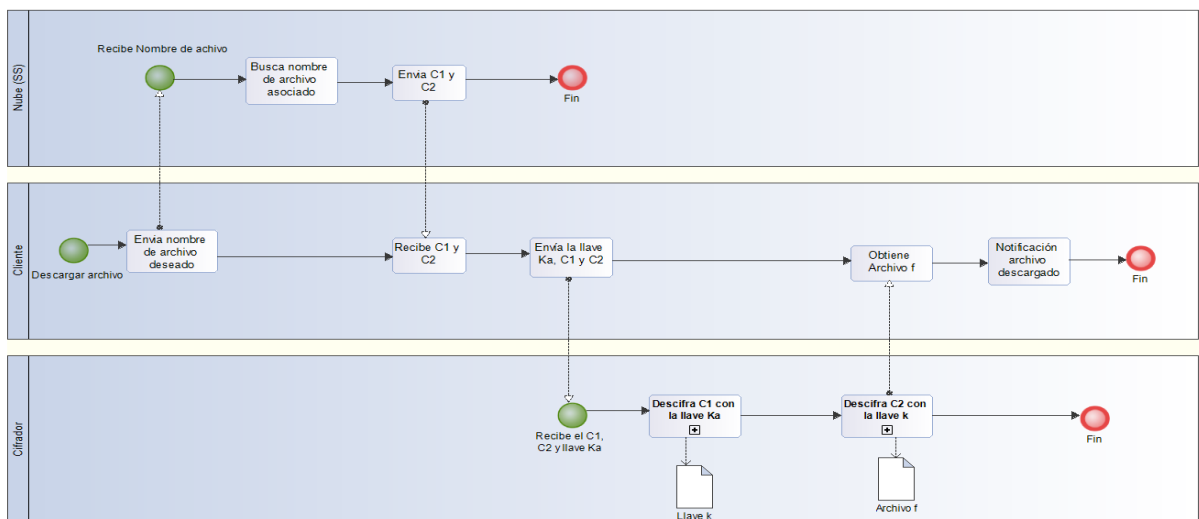 Nube (SS)
Recibe Nombre de achivo
Busca nombre
de archivo
asociado
Envia C1 y
C2
Fin
Cliente
Descargar archivo
Envía nombre
de archivo
deseado
Recibe C1 y
C2
Envía la llave
Ka, C1 y C2
Obtiene
Archivo f
Notificación
archivo
descargado
Fin
Cifrador
Recibe el C1,
C2 y llave Ka
Descifra C1 con
la llave Ka
Llave k
Descifra C2 con
la llave k
Archivo f
Fin